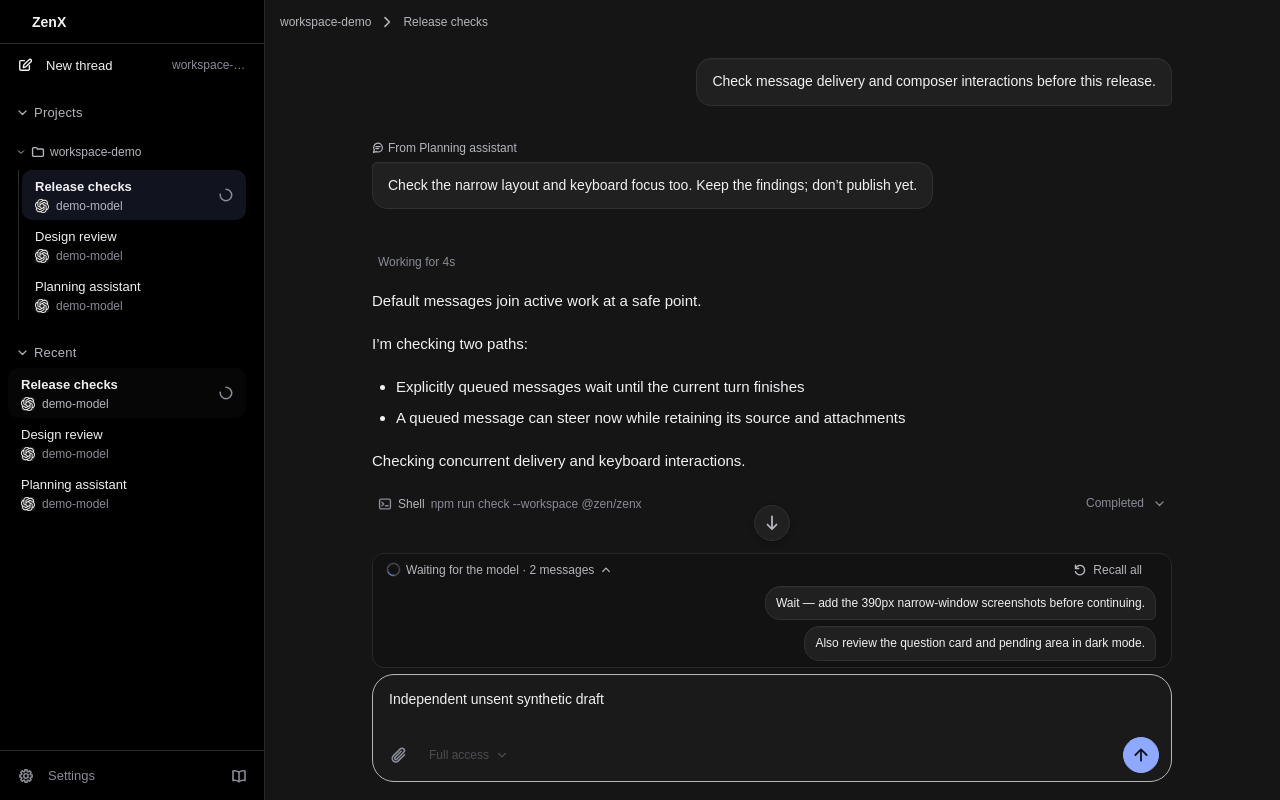 ZenX
New thread workspace-…
Projects
workspace-demo
Release checks
demo-model
Design review
demo-model
Planning assistant
demo-model
Recent
Release checks
demo-model
Design review
demo-model
Planning assistant
demo-model
Settings
workspace-demo Release checks
Check message delivery and composer interactions before this release.
From Planning assistant
Check the narrow layout and keyboard focus too. Keep the findings; don’t publish yet.
Working for 4s
Default messages join active work at a safe point.
I’m checking two paths:
• Explicitly queued messages wait until the current turn finishes
• A queued message can steer now while retaining its source and attachments
Checking concurrent delivery and keyboard interactions.
Shell npm run check --workspace @zen/zenx Completed
Waiting for the model · 2 messages Recall all
Wait — add the 390px narrow-window screenshots before continuing.
Also review the question card and pending area in dark mode.
Independent unsent synthetic draft
Full access